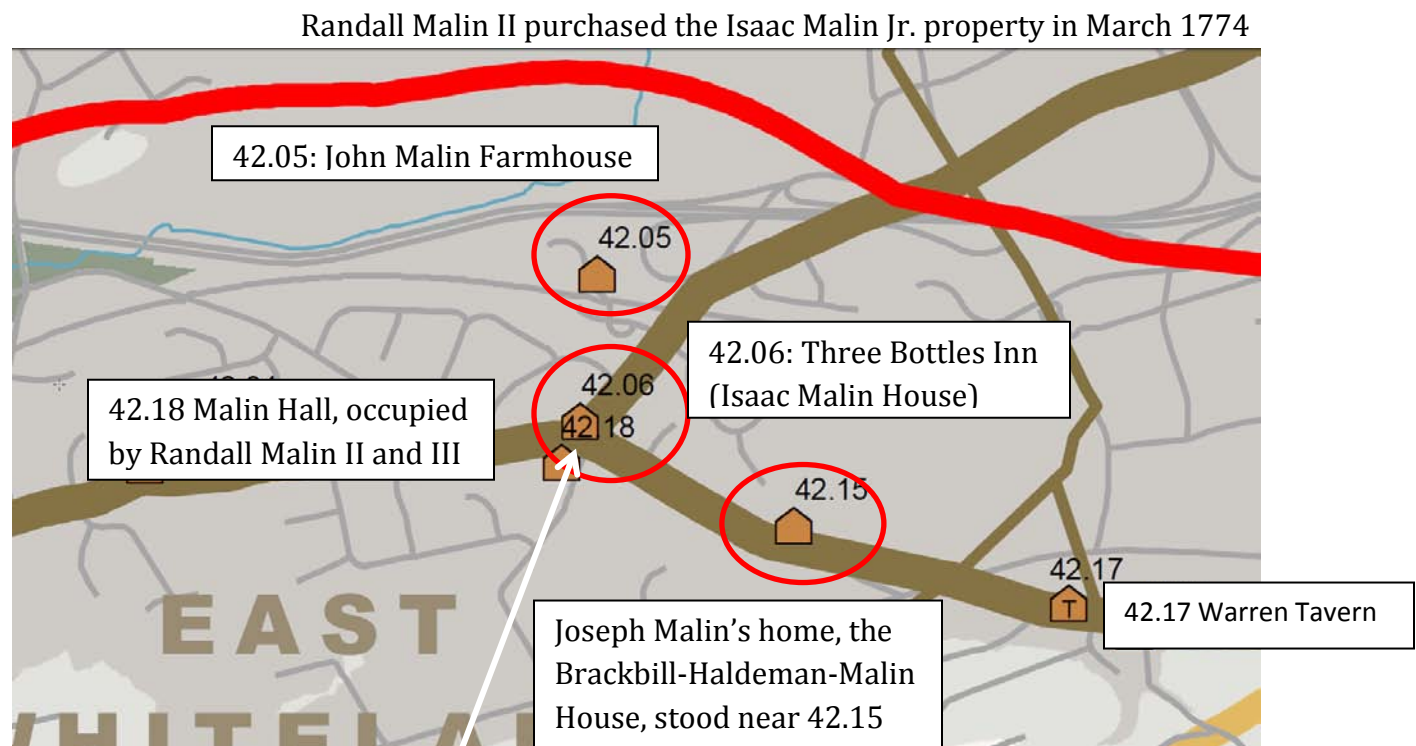 Randall Malin II purchased the Isaac Malin Jr. property in March 1774
42.05: John Malin Farmhouse
42.05
42.06: Three Bottles Inn
(Isaac Malin House)
42.06
42.18 Malin Hall, occupied
by Randall Malin II and III
42.18
42.15
42.17
T
42.17 Warren Tavern
EAST
Joseph Malin’s home, the
Brackbill-Haldeman-Malin
House, stood near 42.15